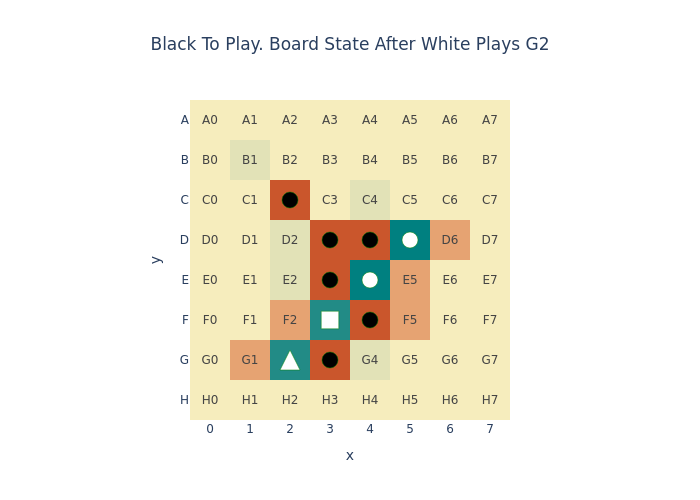 Black To Play. Board State After White Plays G2
A A0 A1 A2 A3 A4 A5 A6 A7
B B0 B1 B2 B3 B4 B5 B6 B7
C C0 C1 C3 C4 C5 C6 C7
D D0 D1 D2 D6 D7
y
E E0 E1 E2 E5 E6 E7
F F0 F1 F2 F5 F6 F7
G G0 G1 G4 G5 G6 G7
H H0 H1 H2 H3 H4 H5 H6 H7
0 1 2 3 4 5 6 7
x